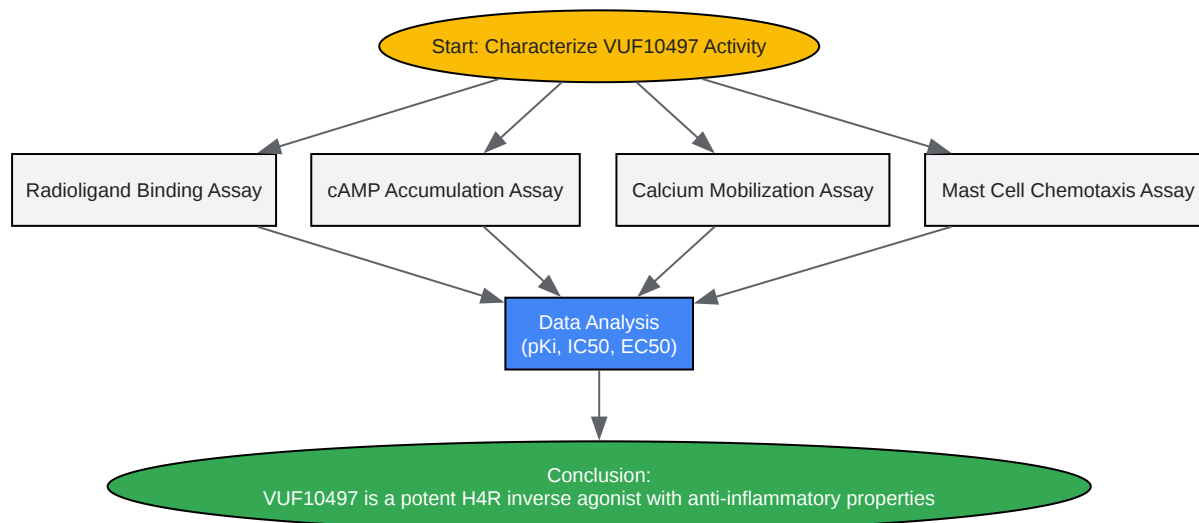 Start: Characterize VUF10497 Activity
Radioligand Binding Assay
cAMP Accumulation Assay
Calcium Mobilization Assay
Mast Cell Chemotaxis Assay
Data Analysis
(pKi, IC50, EC50)
Conclusion:
VUF10497 is a potent H4R inverse agonist with anti-inflammatory properties